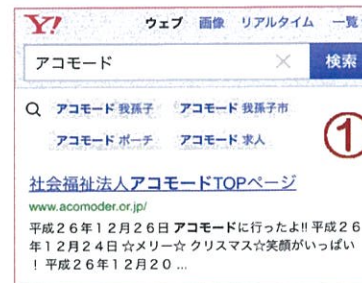 Y!
ウェブ 画像 リアルタイム 一覧
アコモード × 検索
アコモード 我孫子 アコモード 我孫子市
アコモード ポーチ アコモード 求人
①
社会福祉法人アコモードTOPページ
www.acomoder.or.jp/
平成26年12月26日 アコモードに行ったよ!! 平成26
年12月24日 ☆メリー☆ クリスマス☆笑顔がいっぱい
! 平成26年12月20 ...